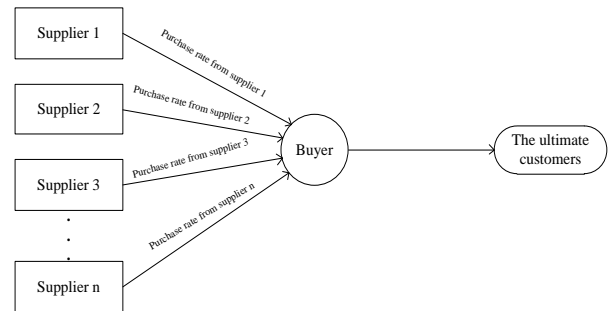 Supplier 1
Purchase rate from supplier 1
Supplier 2
Purchase rate from supplier 2
Supplier 3
Purchase rate from supplier 3
Supplier n
Purchase rate from supplier n
Buyer
The ultimate
customers